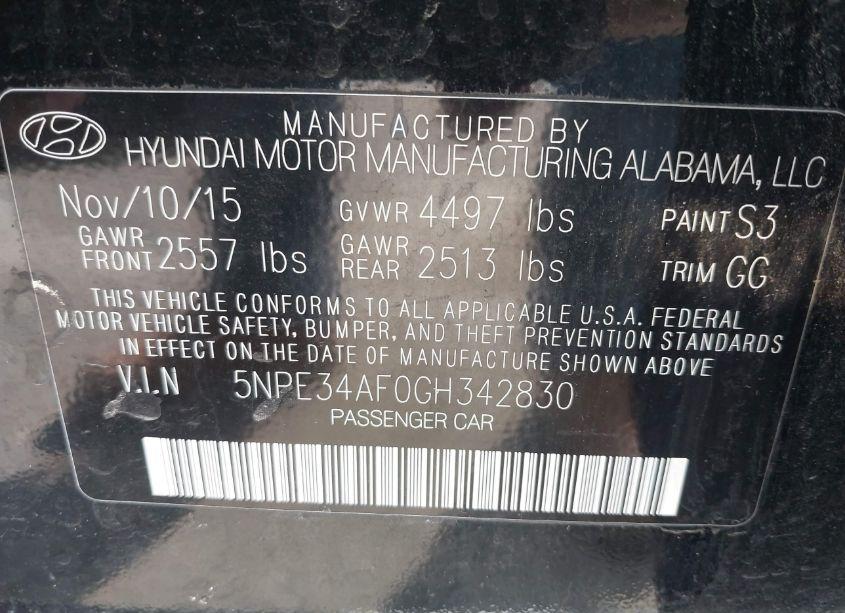 MANUFACTURED BY
HYUNDAI MOTOR MANUFACTURING ALABAMA, LLC
Nov/10/15 GVWR 4497 lbs PAINT S3
GAWR FRONT 2557 lbs GAWR REAR 2513 lbs TRIM GG
THIS VEHICLE CONFORMS TO ALL APPLICABLE U.S.A. FEDERAL
MOTOR VEHICLE SAFETY, BUMPER, AND THEFT PREVENTION STANDARDS
IN EFFECT ON THE DATE OF MANUFACTURE SHOWN ABOVE
V.I.N 5NPE34AF0GH342830
PASSENGER CAR